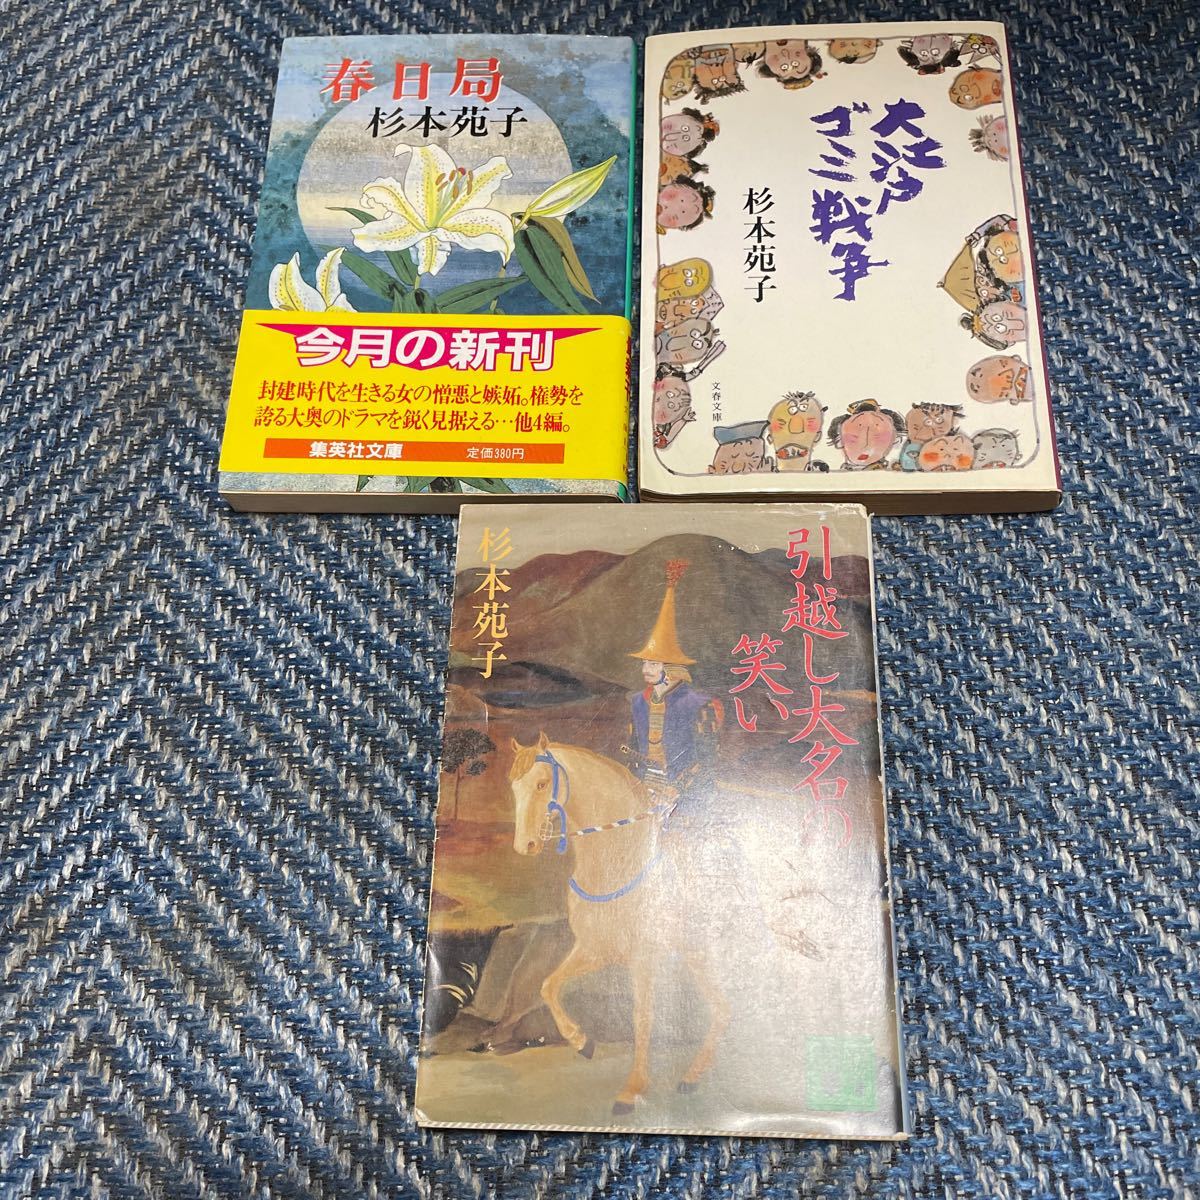 春日局
杉本苑子
今月の新刊
封建時代を生きる女の憎悪と嫉妬。権勢を
誇る大奥のドラマを鋭く見据える…他4編。
集英社文庫 定価380円
大江戸
ゴミ戦争
杉本苑子
文春文庫
引越し大名の
笑い
杉本苑子